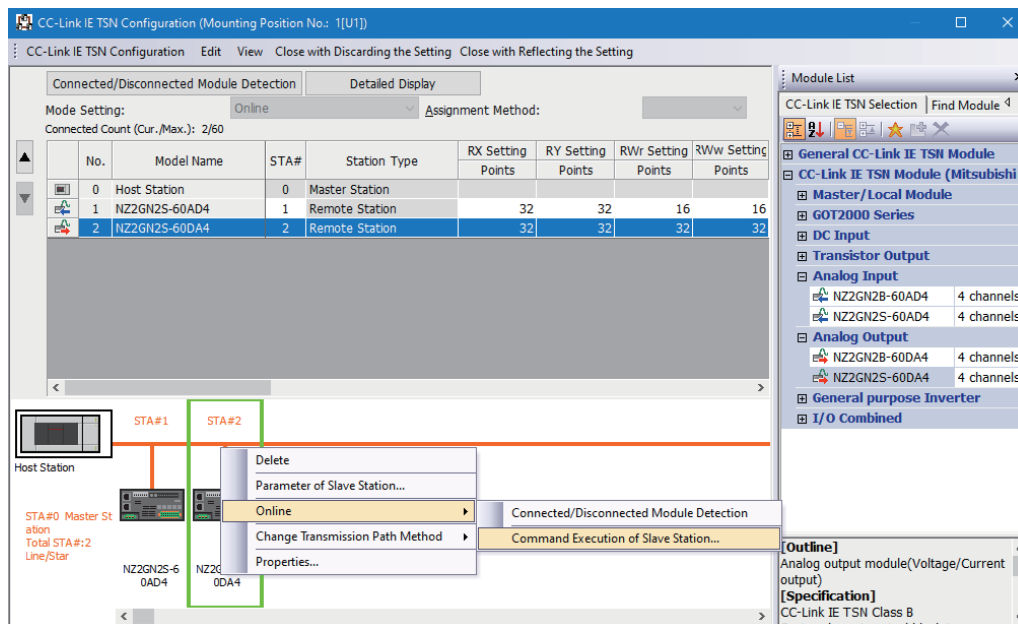 CC-Link IE TSN Configuration (Mounting Position No.: 1[U1])
CC-Link IE TSN Configuration Edit View Close with Discarding the Setting Close with Reflecting the Setting
Connected/Disconnected Module Detection Detailed Display
Mode Setting: Online Assignment Method:
Connected Count (Cur./Max.): 2/60
No. Model Name STA# Station Type RX Setting RY Setting RWr Setting RWw Setting
Points Points Points Points
0 Host Station 0 Master Station
1 NZ2GN2S-60AD4 1 Remote Station 32 32 16 16
2 NZ2GN2S-60DA4 2 Remote Station 32 32 32 32
STA#1 STA#2
Host Station
STA#0 Master St
ation
Total STA#:2
Line/Star
NZ2GN2S-6
0AD4
NZ2G
0DA4
Delete
Parameter of Slave Station...
Online
Change Transmission Path Method
Properties...
Connected/Disconnected Module Detection
Command Execution of Slave Station...
Module List
CC-Link IE TSN Selection Find Module
General CC-Link IE TSN Module
CC-Link IE TSN Module (Mitsubishi
Master/Local Module
GOT2000 Series
DC Input
Transistor Output
Analog Input
NZ2GN2B-60AD4 4 channels
NZ2GN2S-60AD4 4 channels
Analog Output
NZ2GN2B-60DA4 4 channels
NZ2GN2S-60DA4 4 channels
General purpose Inverter
I/O Combined
[Outline]
Analog output module(Voltage/Current
output)
[Specification]
CC-Link IE TSN Class B